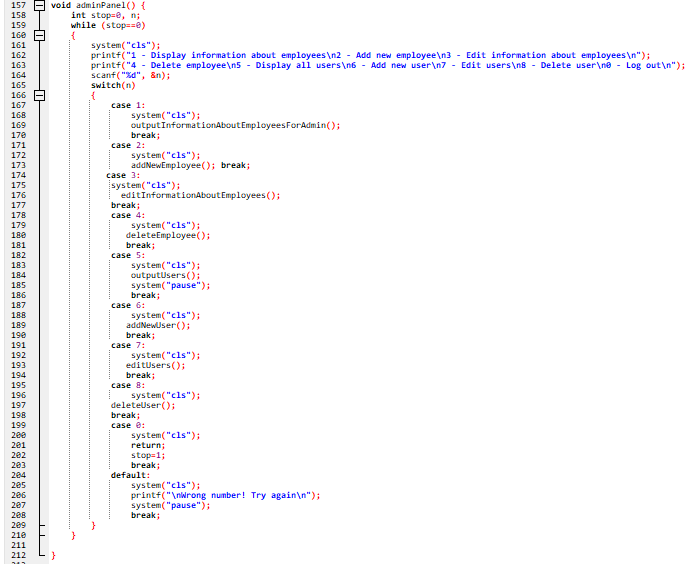 157 void adminPanel() {
158 int stop=0, n;
159 while (stop==0)
160 {
161 system("cls");
162 printf("1 - Display information about employees\n2 - Add new employee\n3 - Edit information about employees\n");
163 printf("4 - Delete employee\n5 - Display all users\n6 - Add new user\n7 - Edit users\n8 - Delete user\n0 - Log out\n");
164 scanf("%d", &n);
165 switch(n)
166 {
167 case 1:
168 system("cls");
169 outputInformationAboutEmployeesForAdmin();
170 break;
171 case 2:
172 system("cls");
173 addNewEmployee(); break;
174 case 3:
175 system("cls");
176 editInformationAboutEmployees();
177 break;
178 case 4:
179 system("cls");
180 deleteEmployee();
181 break;
182 case 5:
183 system("cls");
184 outputUsers();
185 system("pause");
186 break;
187 case 6:
188 system("cls");
189 addNewUser();
190 break;
191 case 7:
192 system("cls");
193 editUsers();
194 break;
195 case 8:
196 system("cls");
197 deleteUser();
198 break;
199 case 0:
200 system("cls");
201 return;
202 stop=1;
203 break;
204 default:
205 system("cls");
206 printf("\nWrong number! Try again\n");
207 system("pause");
208 break;
209 }
210 }
211
212 }